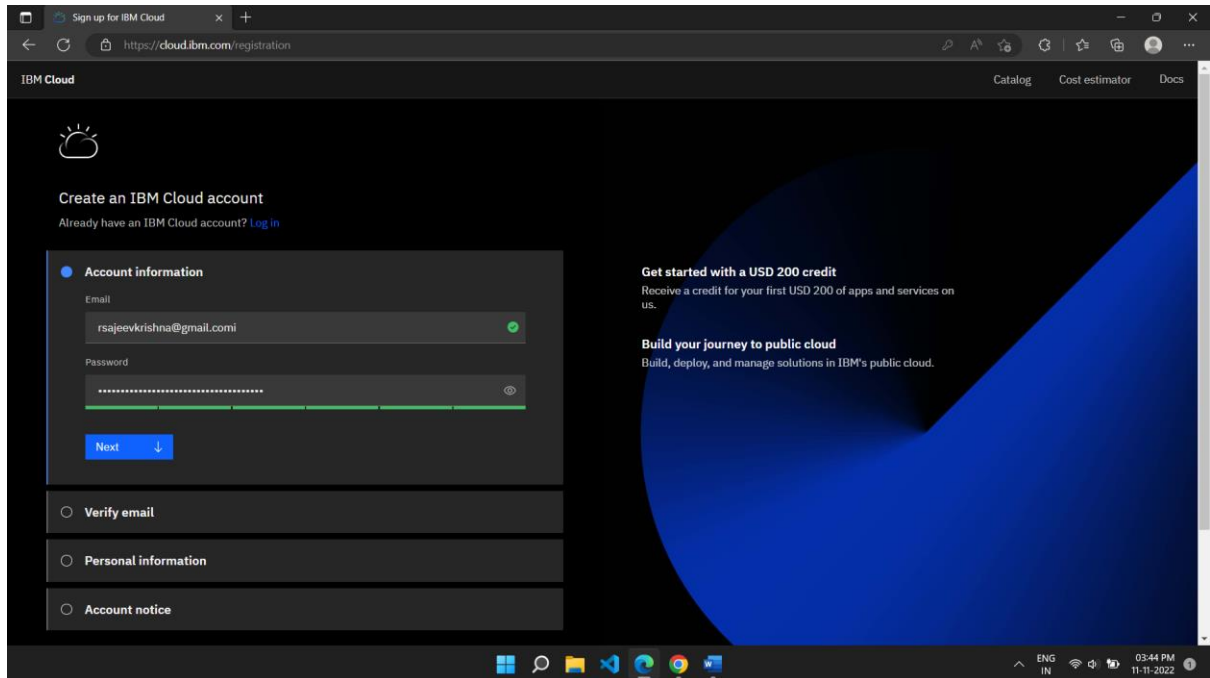 Sign up for IBM Cloud
https://cloud.ibm.com/registration
IBM Cloud
Catalog Cost estimator Docs
Create an IBM Cloud account
Already have an IBM Cloud account? Log in
Account information
Email
rsajeevkrishna@gmail.comi
Password
Next
Verify email
Personal information
Account notice
Get started with a USD 200 credit
Receive a credit for your first USD 200 of apps and services on
us.
Build your journey to public cloud
Build, deploy, and manage solutions in IBM's public cloud.
ENG
IN
03:44 PM
11-11-2022
1